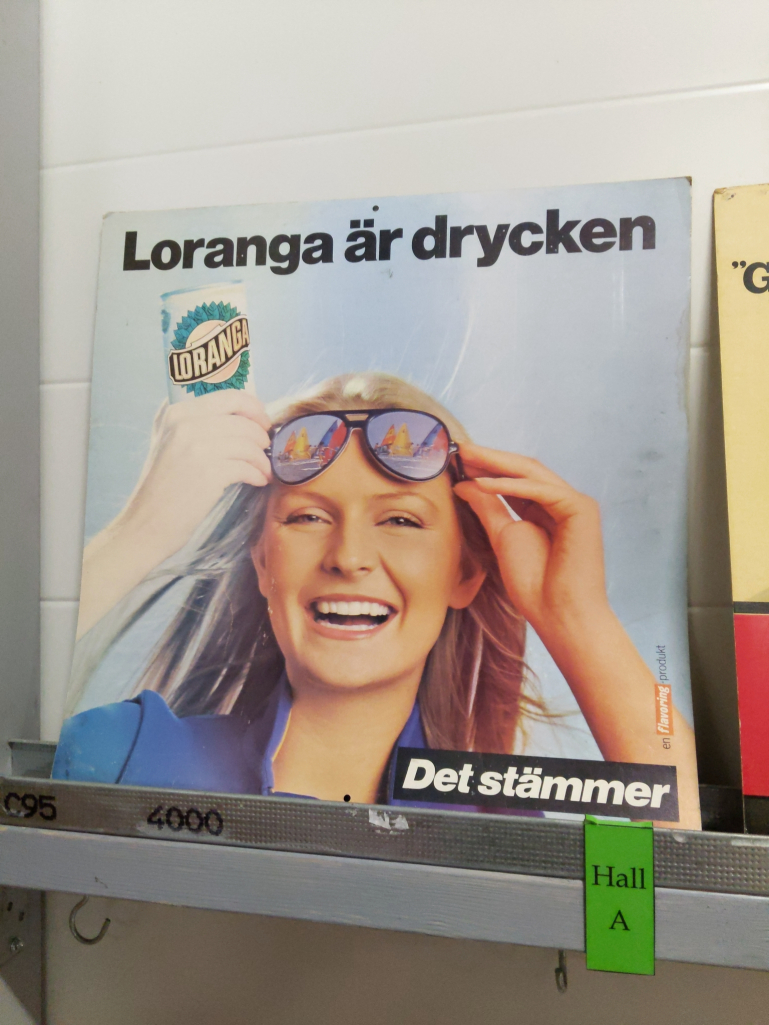 Loranga är drycken
LORANGA
"G
en flavoring-produkt
Det stämmer
C95
4000
Hall
A